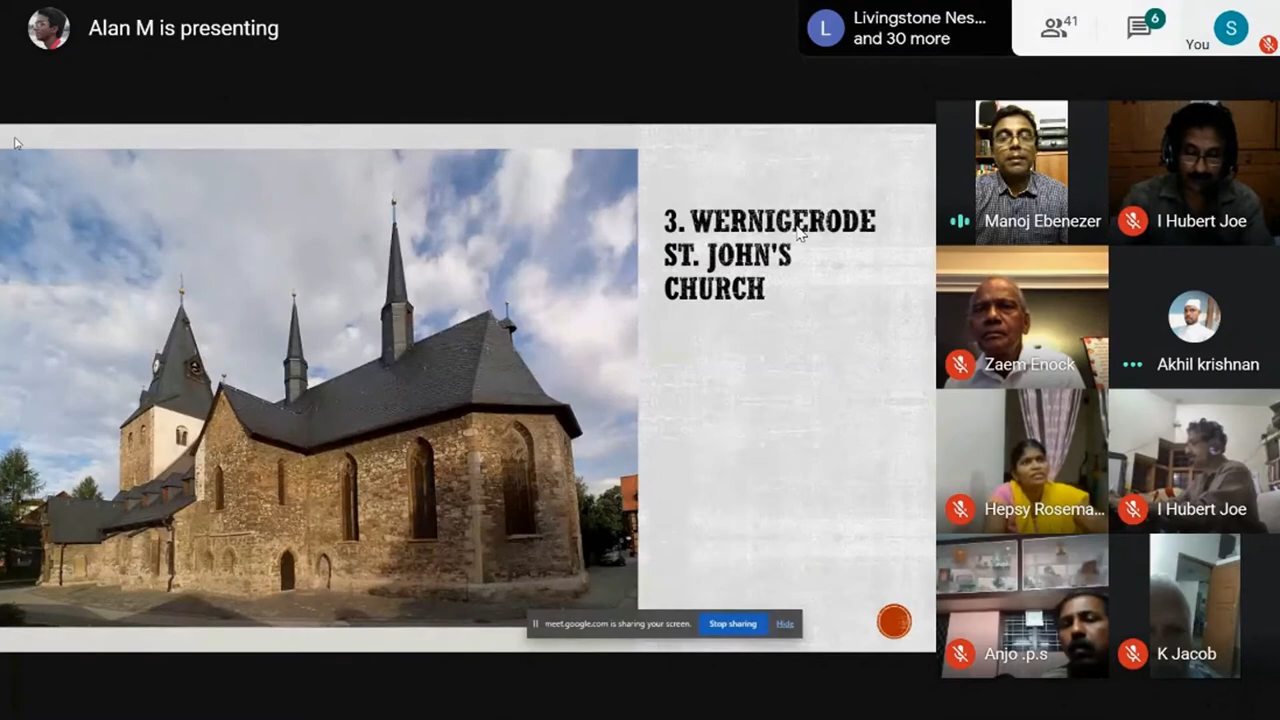 Alan M is presenting
L
Livingstone Nes...
and 30 more
41
6
You
S
3. WERNIGERODE
ST. JOHN'S
CHURCH
meet.google.com is sharing your screen.
Stop sharing
Hide
Manoj Ebenezer
I Hubert Joe
Zaem Enock
Akhil krishnan
Hepsy Rosema...
I Hubert Joe
Anjo .p.s
K Jacob